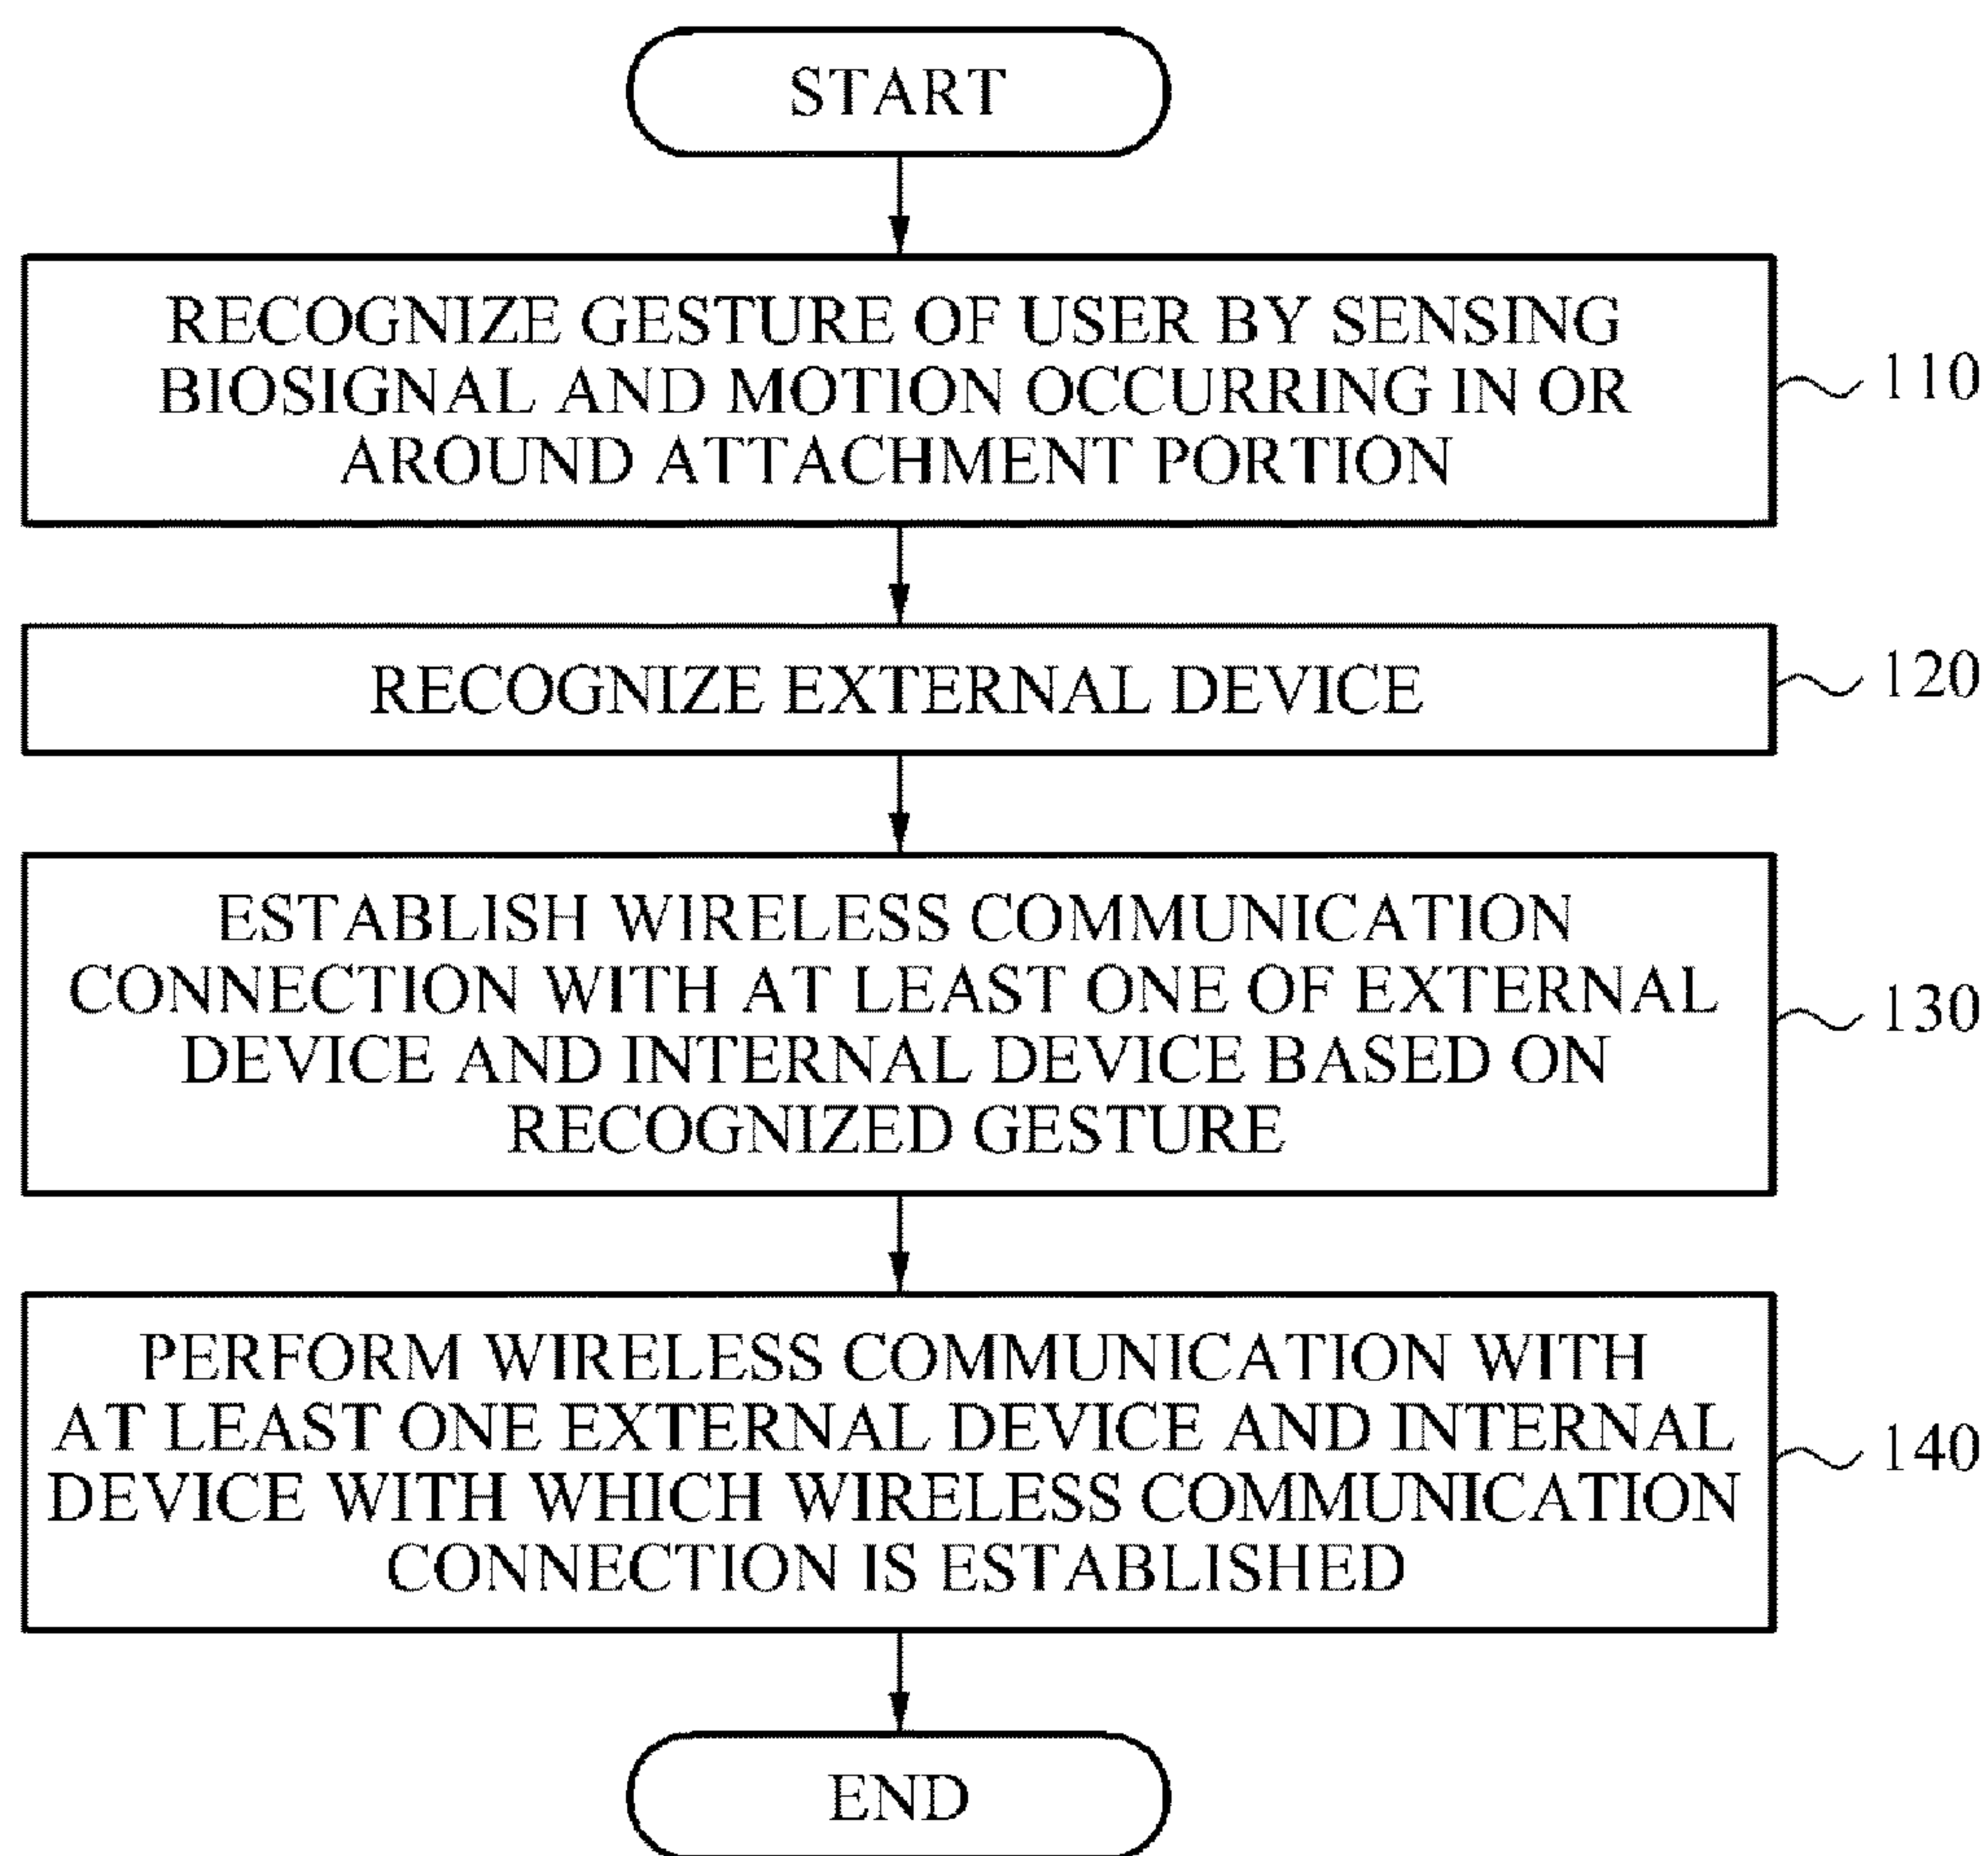 START
RECOGNIZE GESTURE OF USER BY SENSING
BIOSIGNAL AND MOTION OCCURRING IN OR
AROUND ATTACHMENT PORTION
110
RECOGNIZE EXTERNAL DEVICE
120
ESTABLISH WIRELESS COMMUNICATION
CONNECTION WITH AT LEAST ONE OF EXTERNAL
DEVICE AND INTERNAL DEVICE BASED ON
RECOGNIZED GESTURE
130
PERFORM WIRELESS COMMUNICATION WITH
AT LEAST ONE EXTERNAL DEVICE AND INTERNAL
DEVICE WITH WHICH WIRELESS COMMUNICATION
CONNECTION IS ESTABLISHED
140
END